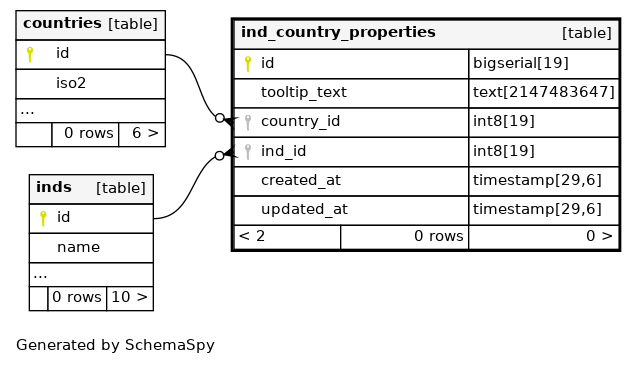 countries [table]
id
iso2
...
0 rows 6 >
inds [table]
id
name
...
0 rows 10 >
ind_country_properties [table]
id bigserial[19]
tooltip_text text[2147483647]
country_id int8[19]
ind_id int8[19]
created_at timestamp[29,6]
updated_at timestamp[29,6]
< 2 0 rows 0 >
Generated by SchemaSpy